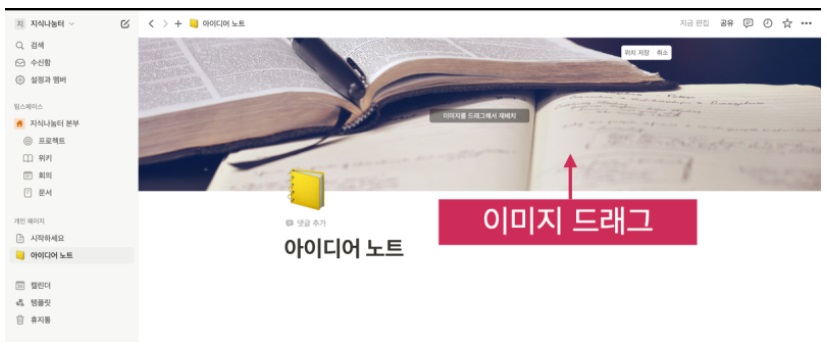 지 지식나눔터
아이디어 노트
지금 편집 공유
검색
수신함
설정과 멤버
팀스페이스
지식나눔터 본부
프로젝트
위키
회의
문서
개인 페이지
시작하세요
아이디어 노트
캘린더
템플릿
휴지통
위치 저장 취소
이미지를 드래그해서 재배치
이미지 드래그
댓글 추가
아이디어 노트